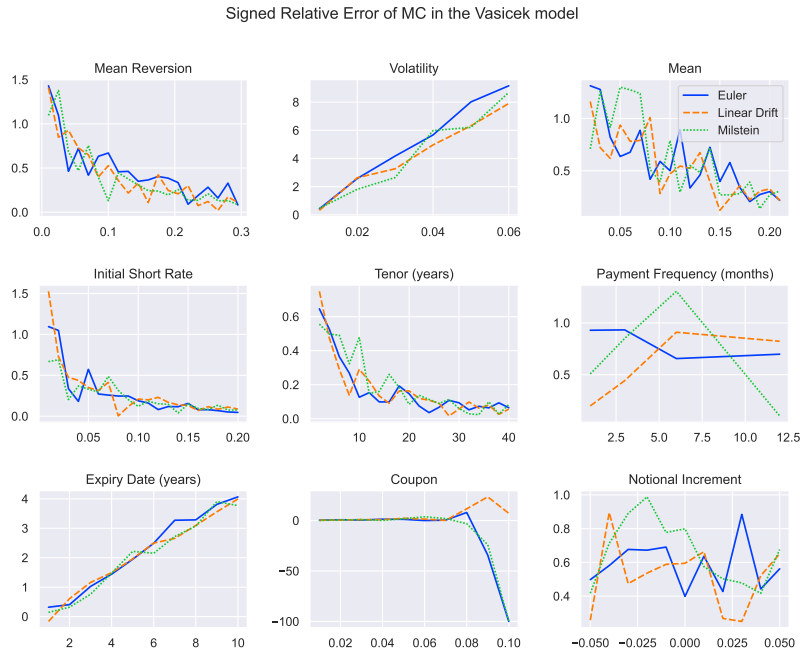 Signed Relative Error of MC in the Vasicek model
Mean Reversion
1.5
1.0
0.5
0.0
0.0 0.1 0.2 0.3
Volatility
8
6
4
2
0
0.02 0.04 0.06
Mean
1.0
0.5
0.05 0.10 0.15 0.20
Euler
Linear Drift
Milstein
Initial Short Rate
1.5
1.0
0.5
0.0
0.05 0.10 0.15 0.20
Tenor (years)
0.6
0.4
0.2
0.0
10 20 30 40
Payment Frequency (months)
1.0
0.5
2.5 5.0 7.5 10.0 12.5
Expiry Date (years)
4
3
2
1
0
2 4 6 8 10
Coupon
0
−50
−100
0.02 0.04 0.06 0.08 0.10
Notional Increment
1.0
0.8
0.6
0.4
−0.050 −0.025 0.000 0.025 0.050